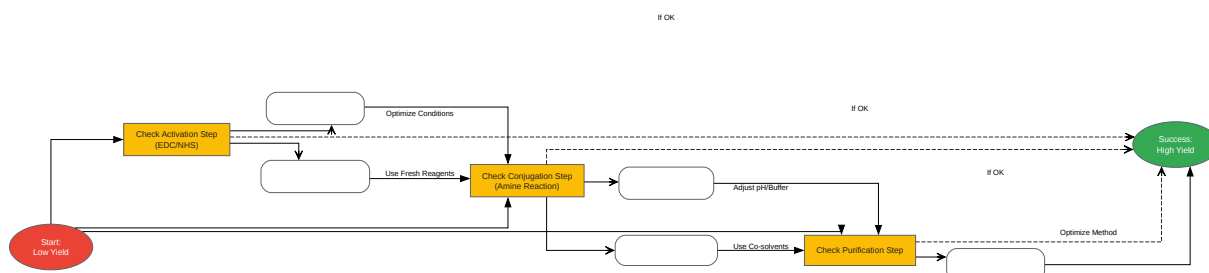 If OK
If OK
Optimize Conditions
Check Activation Step
(EDC/NHS)
Success:
High Yield
Use Fresh Reagents
Check Conjugation Step
(Amine Reaction)
If OK
Adjust pH/Buffer
Start:
Low Yield
Use Co-solvents
Check Purification Step
Optimize Method